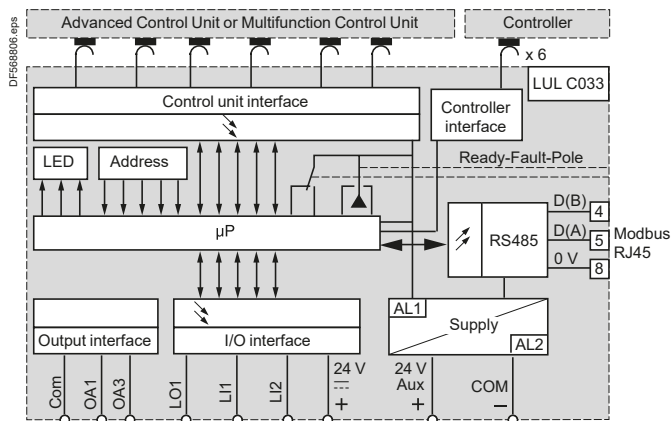 Advanced Control Unit or Multifunction Control Unit
Controller
DF568806.eps
x 6
LUL C033
Control unit interface
Controller
interface
LED
Address
Ready-Fault-Pole
µP
RS485
D(B)
4
D(A)
5
0 V
8
Modbus
RJ45
Output interface
I/O interface
AL1
Supply
AL2
Com
OA1
OA3
LO1
LI1
LI2
24 V
+
24 V
Aux
+
COM
–